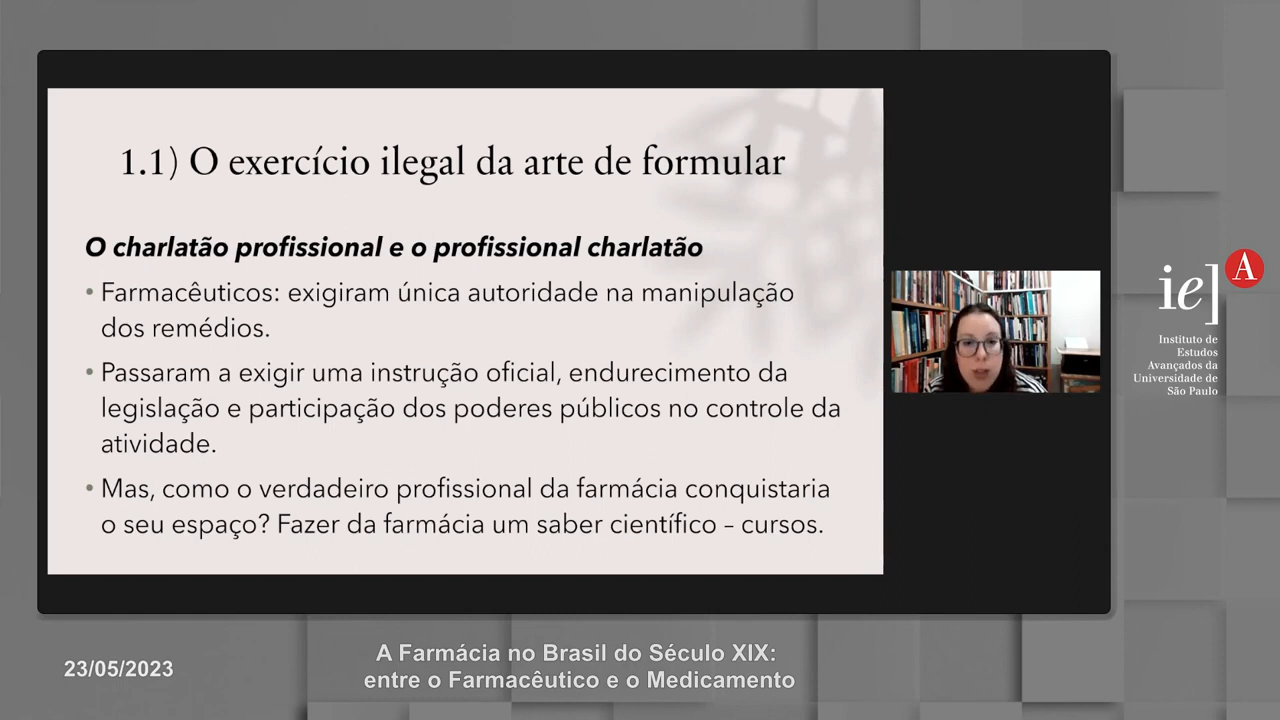 1.1) O exercício ilegal da arte de formular
O charlatão profissional e o profissional charlatão
• Farmacêuticos: exigiram única autoridade na manipulação
dos remédios.
• Passaram a exigir uma instrução oficial, endurecimento da
legislação e participação dos poderes públicos no controle da
atividade.
• Mas, como o verdadeiro profissional da farmácia conquistaria
o seu espaço? Fazer da farmácia um saber científico – cursos.
ie] A
Instituto de
Estudos
Avançados da
Universidade de
São Paulo
23/05/2023
A Farmácia no Brasil do Século XIX:
entre o Farmacêutico e o Medicamento